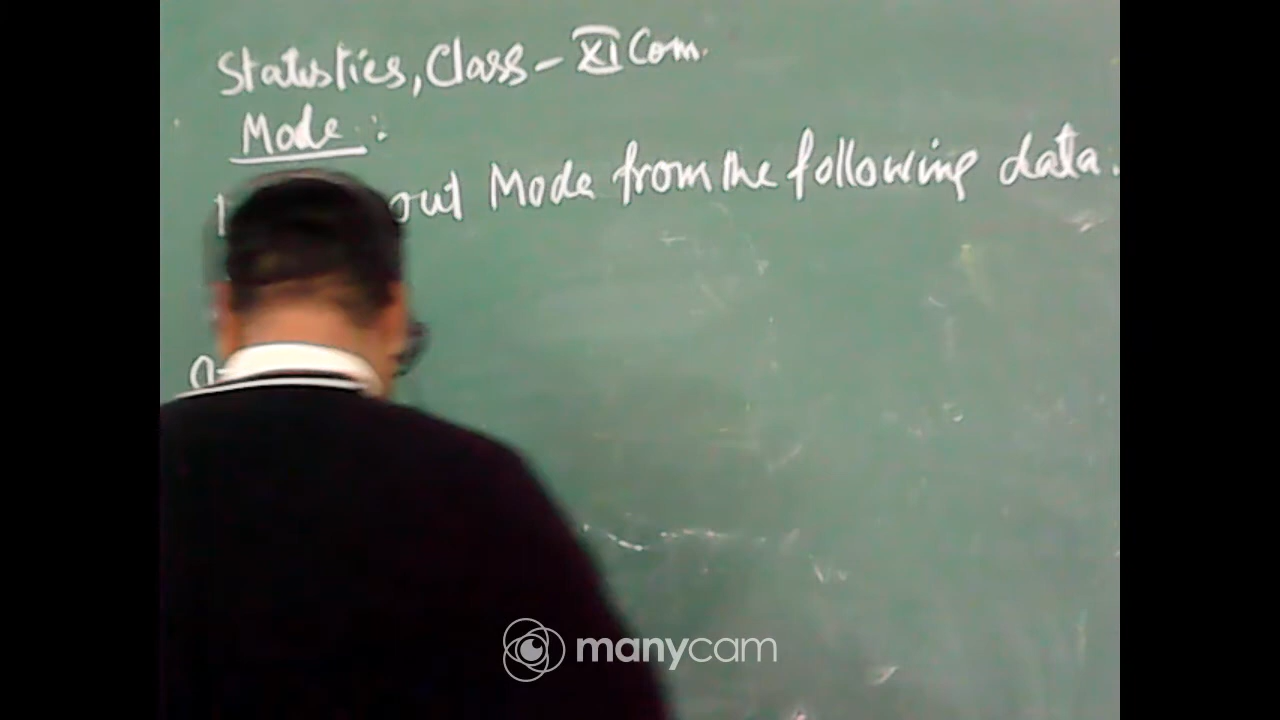 Statistics, Class - XI Com.
Mode :
out Mode from the following data.
manycam